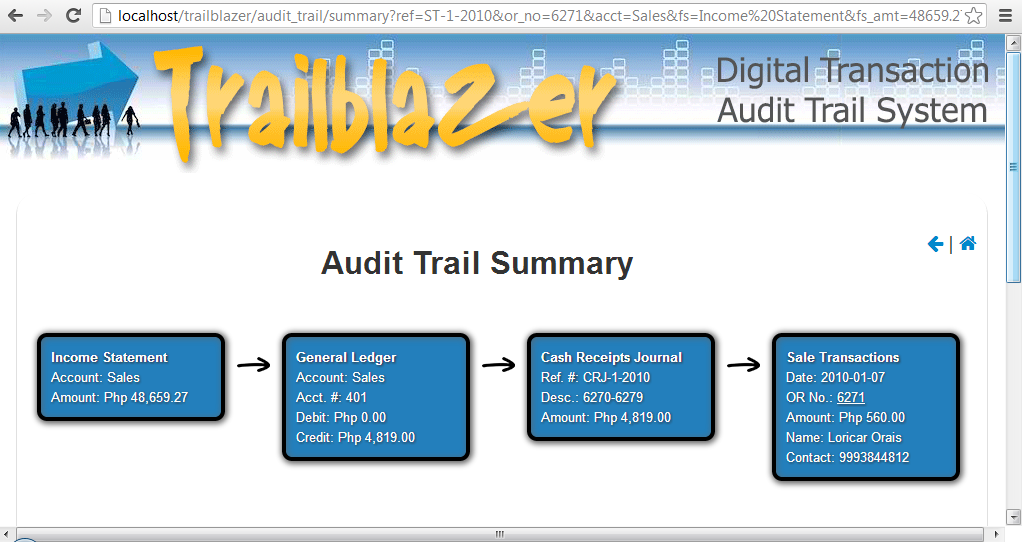 localhost/trailblazer/audit_trail/summary?ref=ST-1-2010&or_no=6271&acct=Sales&fs=Income%20Statement&fs_amt=48659.27
Trailblazer
Digital Transaction
Audit Trail System
|
Audit Trail Summary
Income Statement
Account: Sales
Amount: Php 48,659.27
General Ledger
Account: Sales
Acct. #: 401
Debit: Php 0.00
Credit: Php 4,819.00
Cash Receipts Journal
Ref. #: CRJ-1-2010
Desc.: 6270-6279
Amount: Php 4,819.00
Sale Transactions
Date: 2010-01-07
OR No.: 6271
Amount: Php 560.00
Name: Loricar Orais
Contact: 9993844812